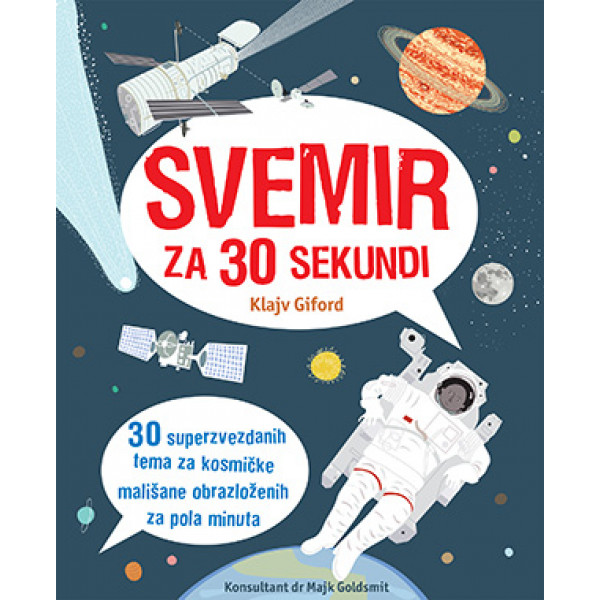 SVEMIR
ZA 30 SEKUNDI
Klajv Giford
30 superzvezdanih
tema za kosmičke
mališane obrazloženih
za pola minuta
Konsultant dr Majk Goldsmit